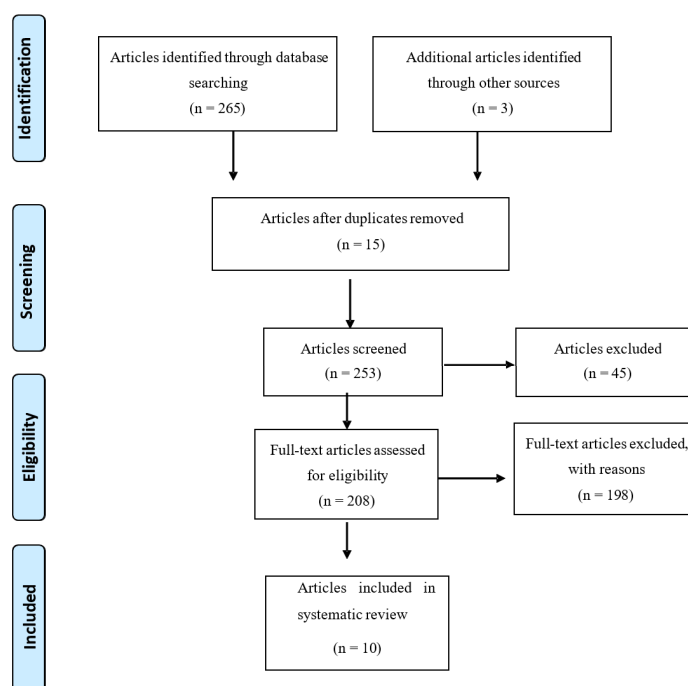 Identification
Articles identified through database
searching
(n = 265)
Additional articles identified
through other sources
(n = 3)
Screening
Articles after duplicates removed
(n = 15)
Articles screened
(n = 253)
Articles excluded
(n = 45)
Eligibility
Full-text articles assessed
for eligibility
(n = 208)
Full-text articles excluded,
with reasons
(n = 198)
Included
Articles included in
systematic review
(n = 10)